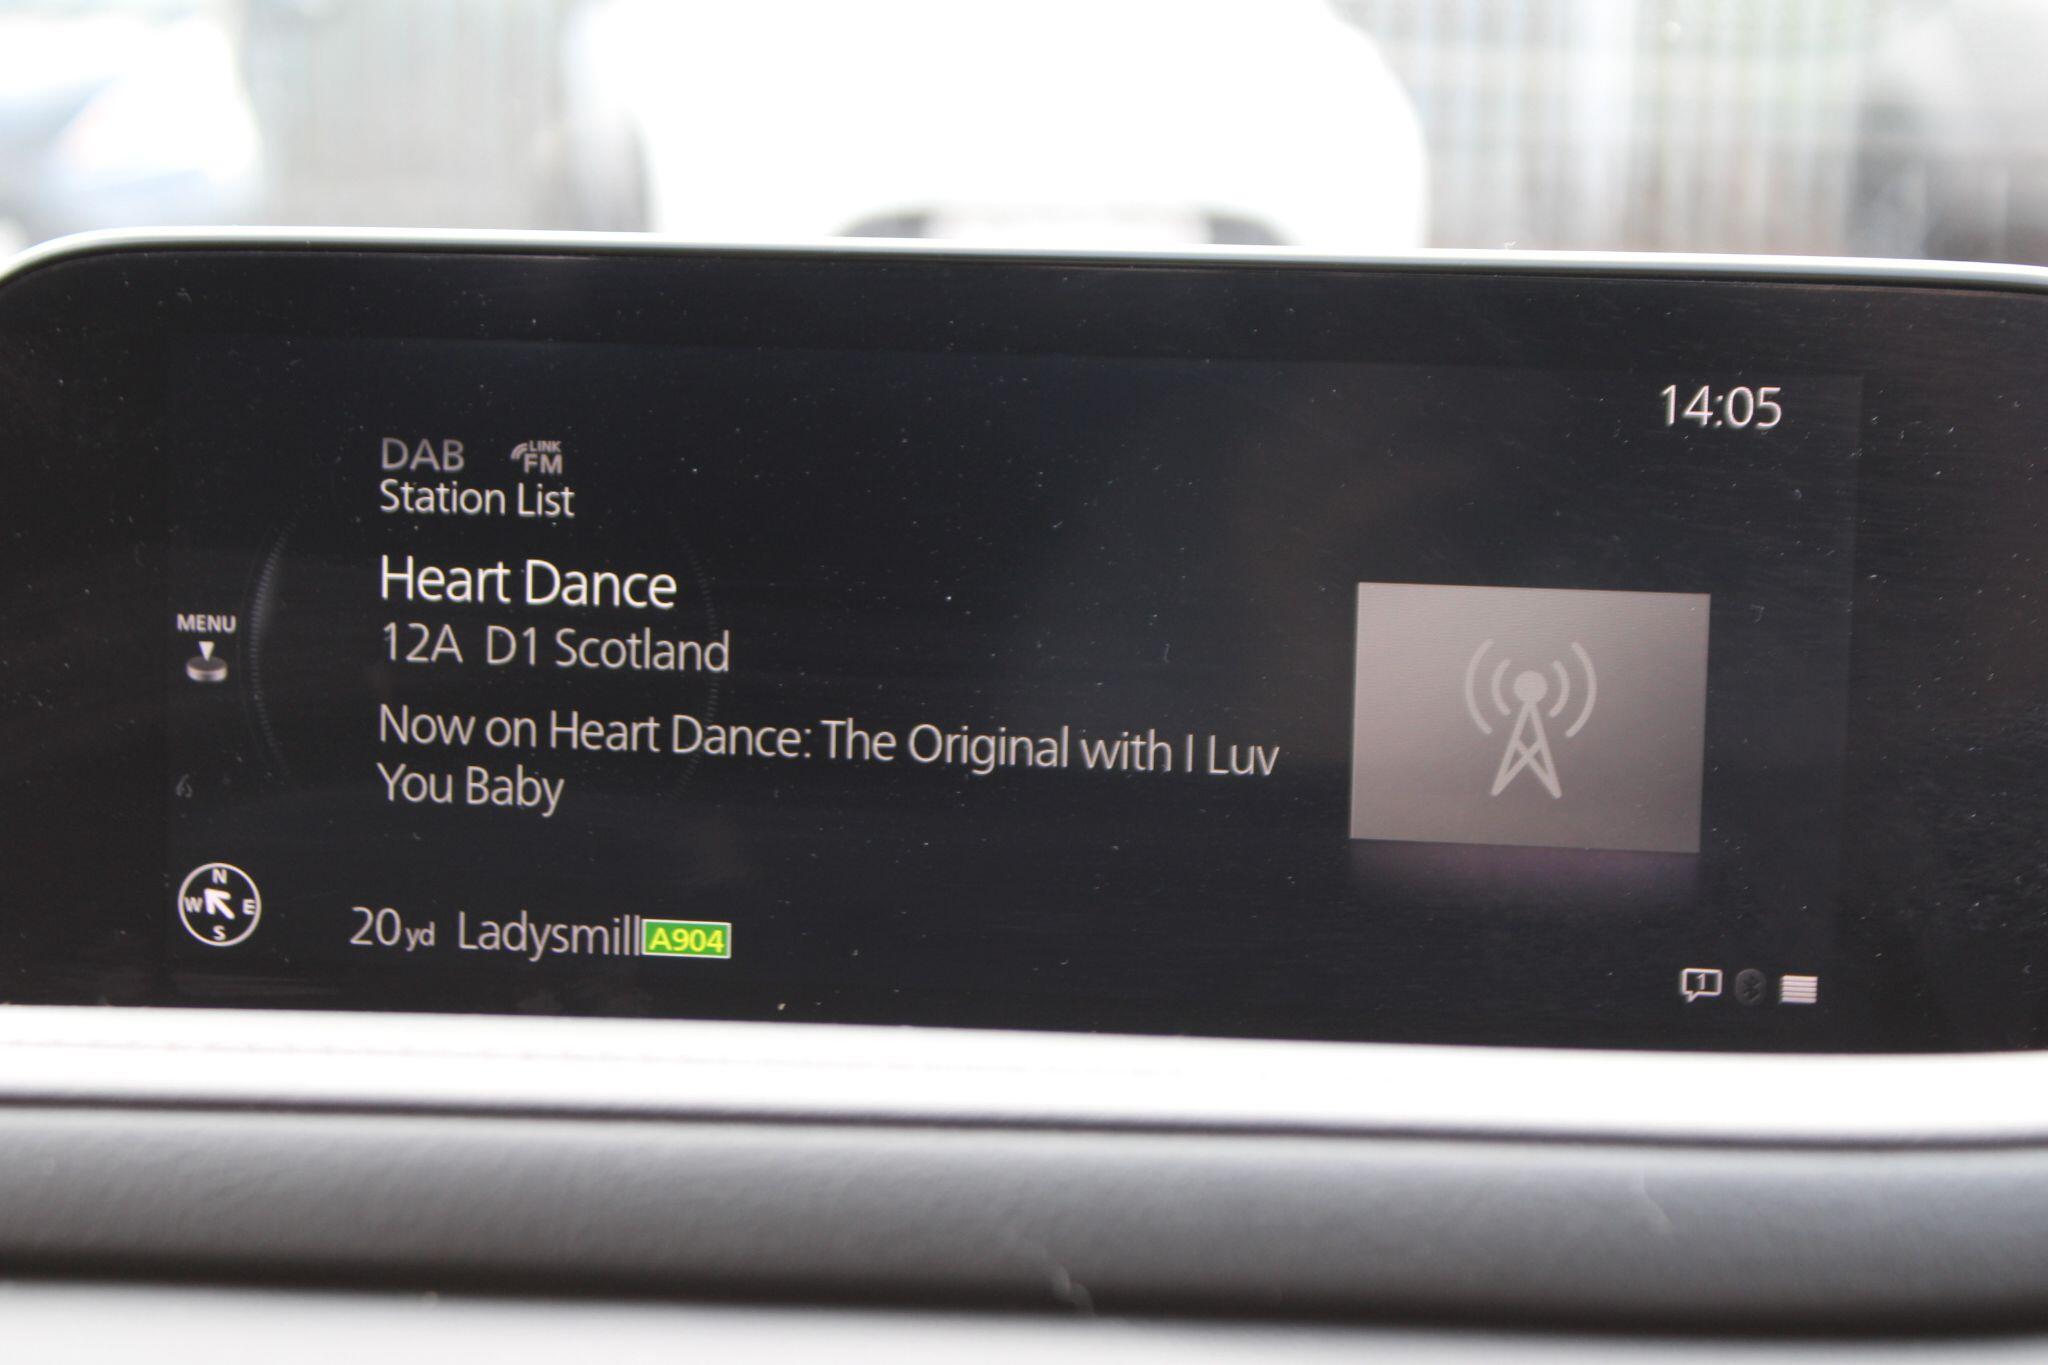 14:05
DAB LINK FM
Station List
Heart Dance
12A D1 Scotland
MENU
Now on Heart Dance: The Original with I Luv
You Baby
N
W E
S
20yd Ladysmill A904
1